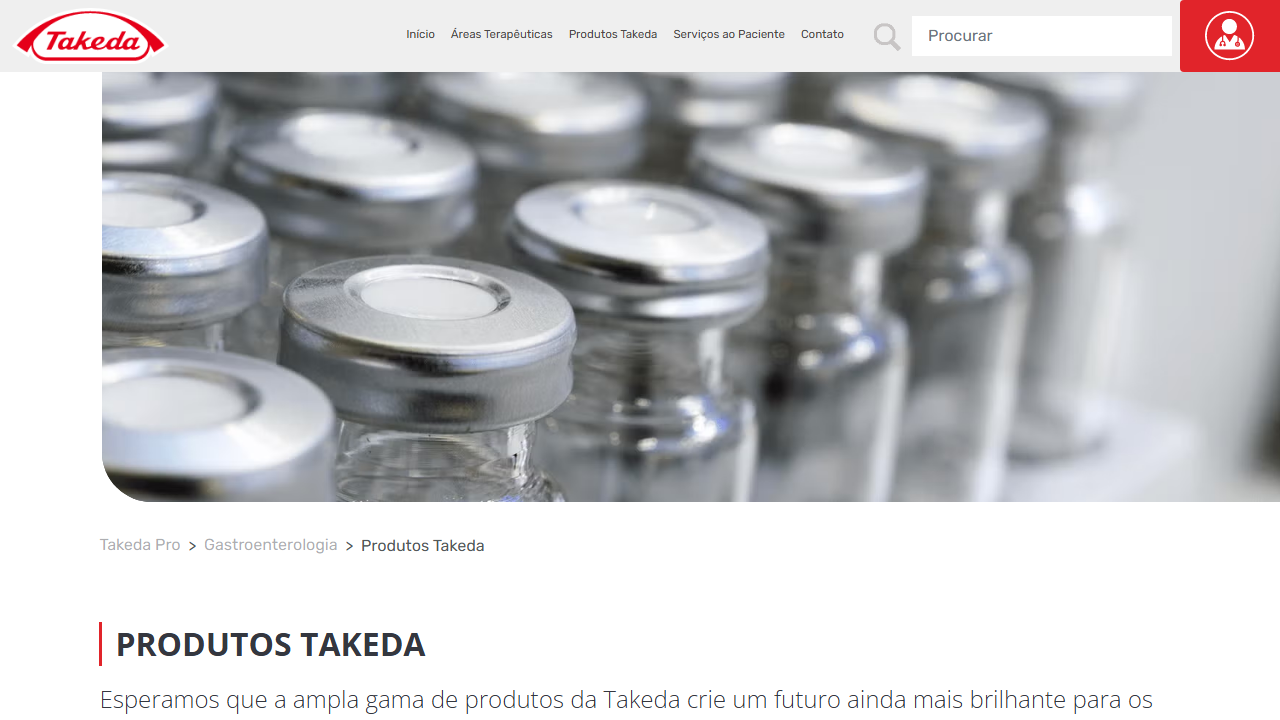 Takeda
Início Áreas Terapêuticas Produtos Takeda Serviços ao Paciente Contato
Procurar
Takeda Pro > Gastroenterologia > Produtos Takeda
PRODUTOS TAKEDA
Esperamos que a ampla gama de produtos da Takeda crie um futuro ainda mais brilhante para os